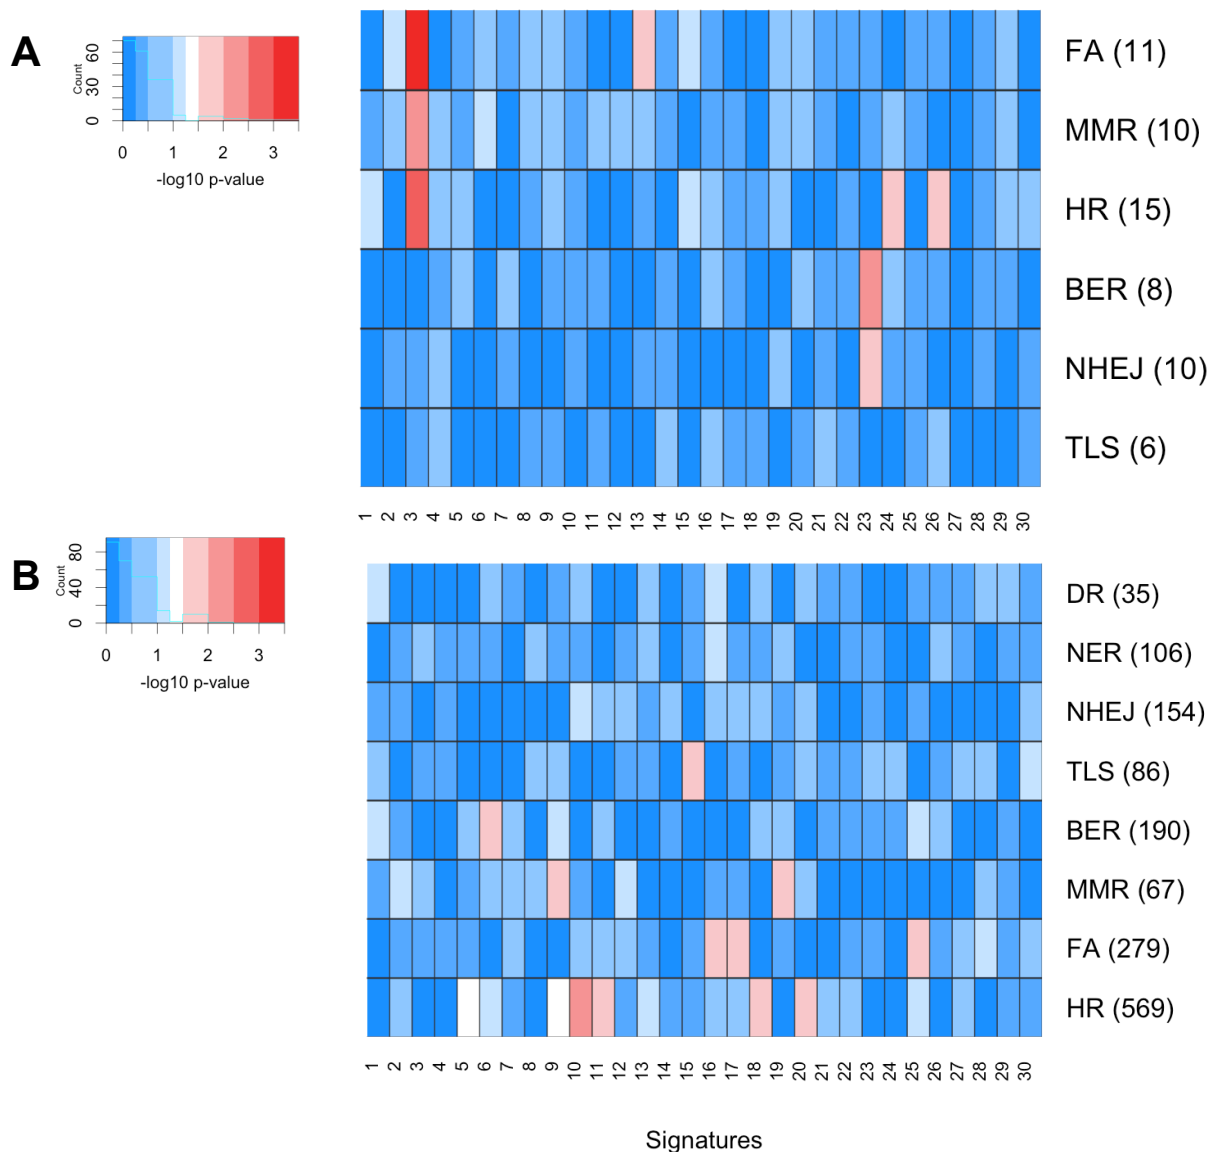 A
Count
0 30 60
0 1 2 3
-log10 p-value
FA (11)
MMR (10)
HR (15)
BER (8)
NHEJ (10)
TLS (6)
1 2 3 4 5 6 7 8 9 10 11 12 13 14 15 16 17 18 19 20 21 22 23 24 25 26 27 28 29 30
B
Count
0 40 80
0 1 2 3
-log10 p-value
DR (35)
NER (106)
NHEJ (154)
TLS (86)
BER (190)
MMR (67)
FA (279)
HR (569)
1 2 3 4 5 6 7 8 9 10 11 12 13 14 15 16 17 18 19 20 21 22 23 24 25 26 27 28 29 30
Signatures